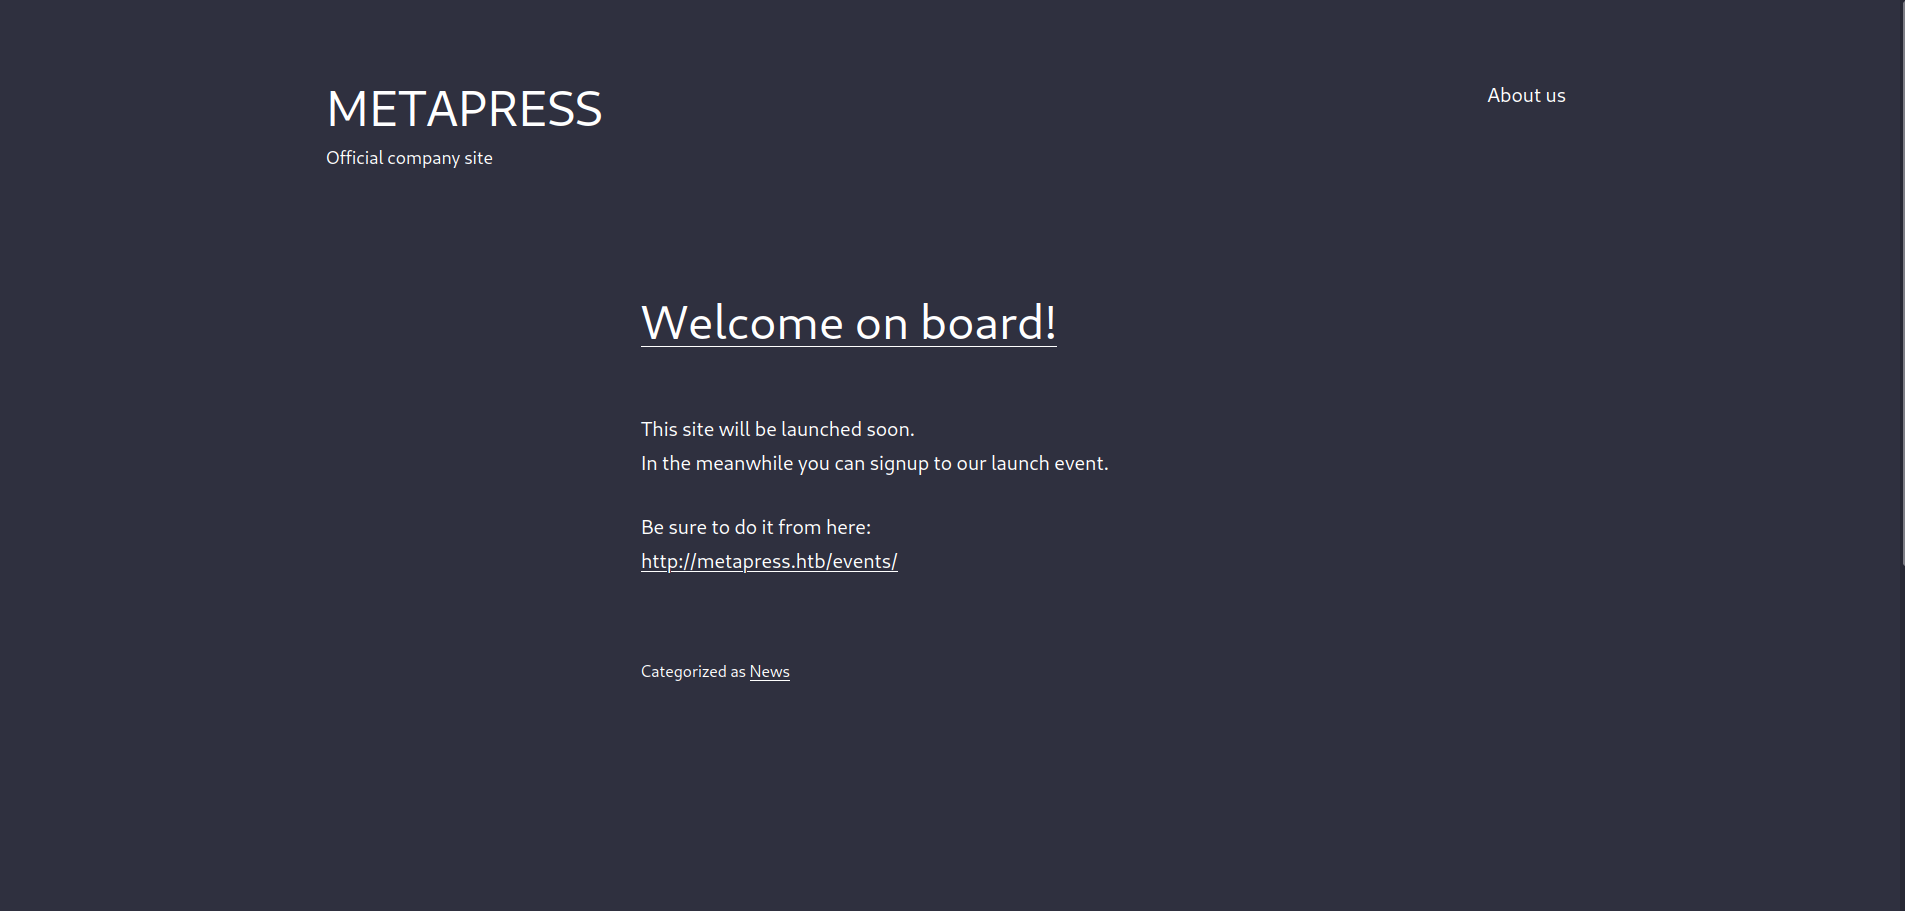 METAPRESS
About us
Official company site
Welcome on board!
This site will be launched soon.
In the meanwhile you can signup to our launch event.
Be sure to do it from here:
http://metapress.htb/events/
Categorized as News